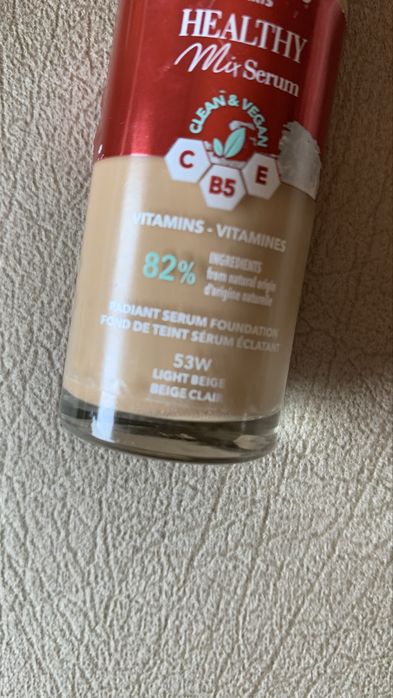 HEALTHY
Mix Serum
CLEAN & VEGAN
C
B5
E
VITAMINS - VITAMINES
82%
INGREDIENTS
from natural origin
d'origine naturelle
RADIANT SERUM FOUNDATION
FOND DE TEINT SÉRUM ÉCLATANT
53W
LIGHT BEIGE
BEIGE CLAIR